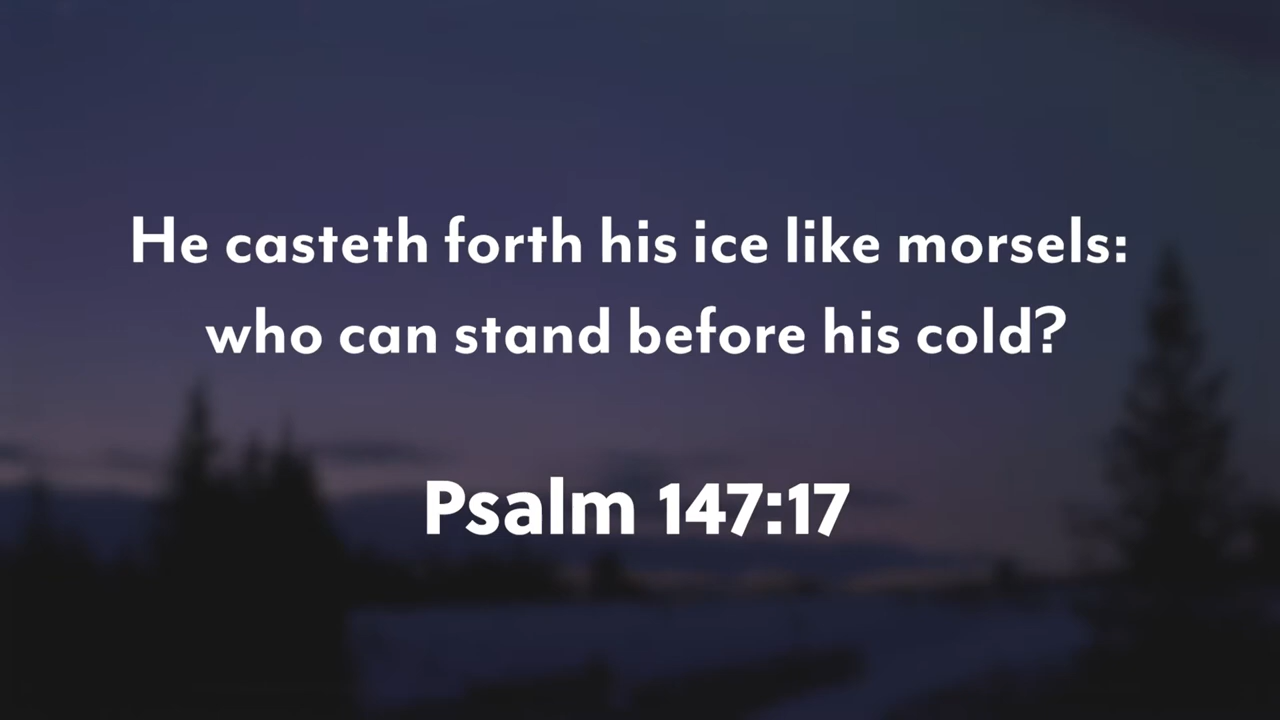 He casteth forth his ice like morsels:
who can stand before his cold?
Psalm 147:17